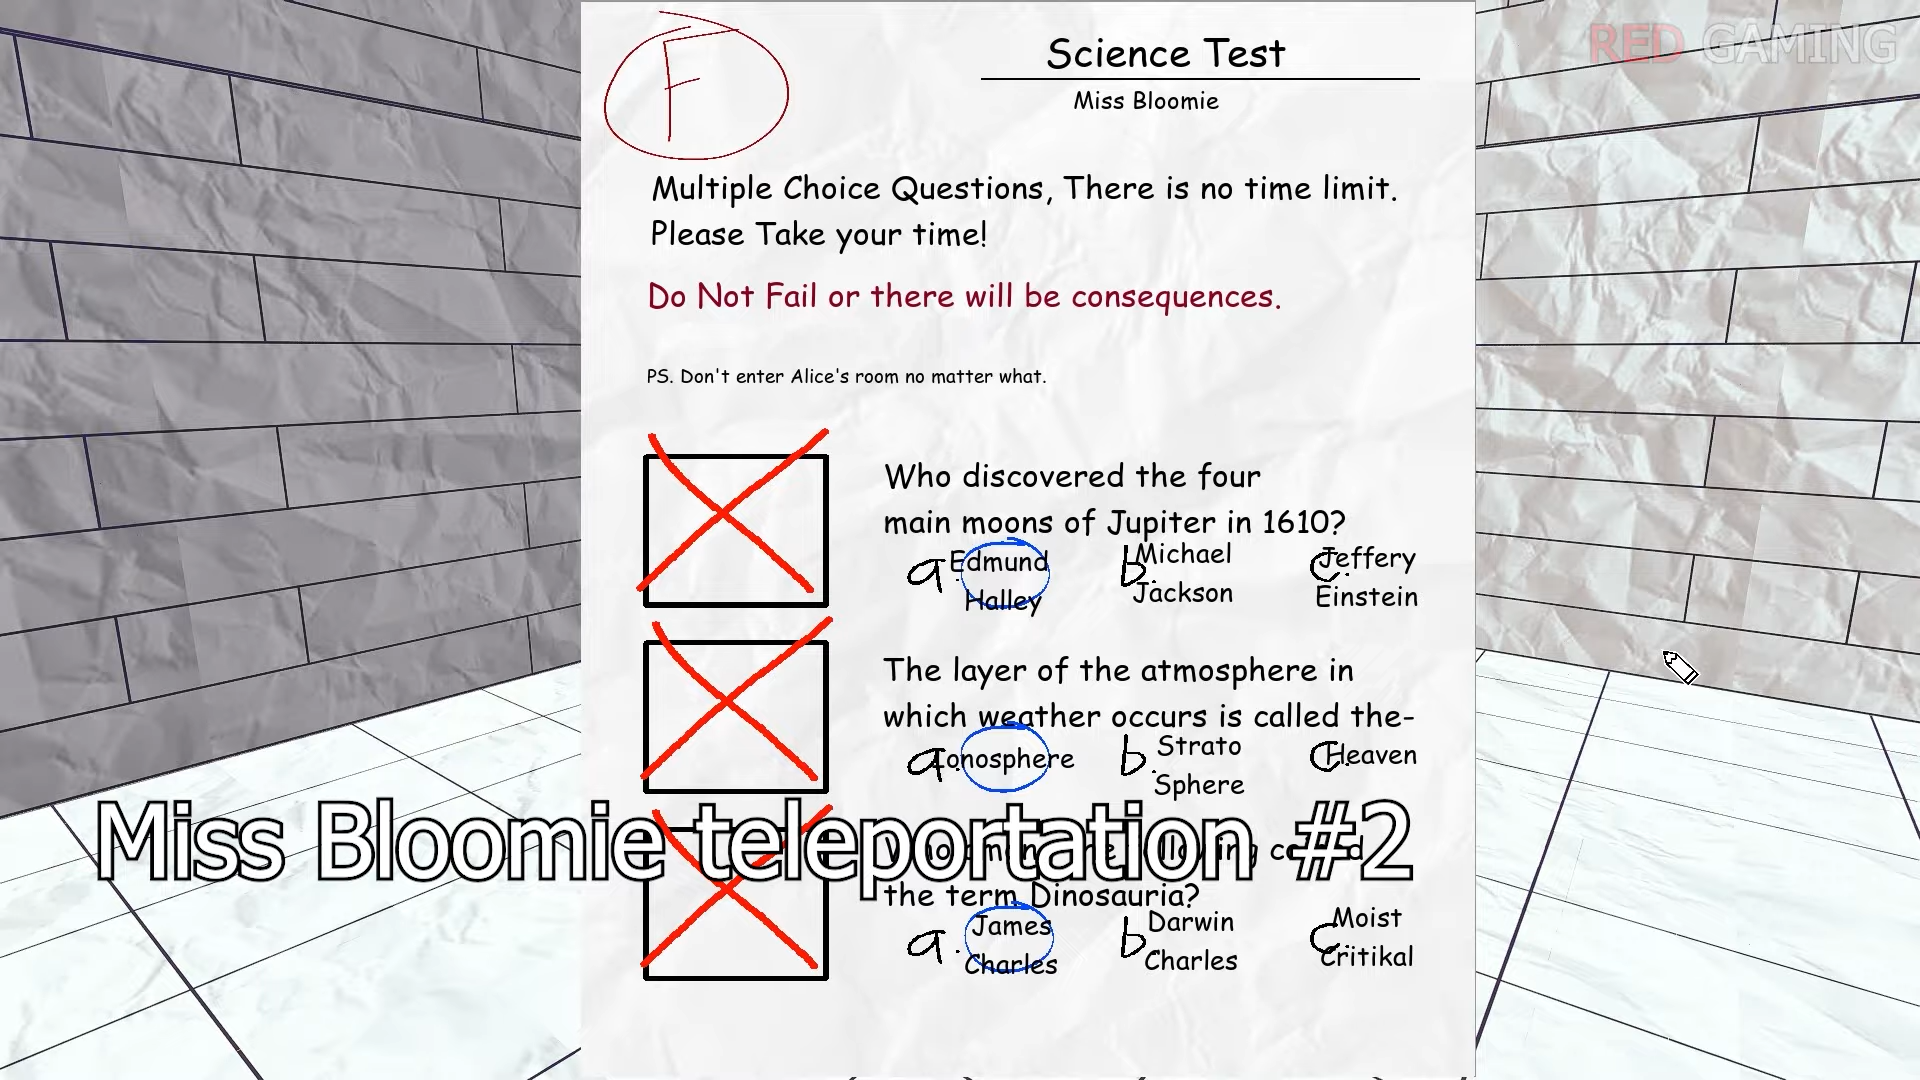 RED GAMING
F
Science Test
Miss Bloomie
Multiple Choice Questions, There is no time limit.
Please Take your time!
Do Not Fail or there will be consequences.
PS. Don't enter Alice's room no matter what.
Who discovered the four
main moons of Jupiter in 1610?
a. Edmund b. Michael c. Jeffery
Halley Jackson Einstein
The layer of the atmosphere in
which weather occurs is called the-
a. Ionosphere b. Strato c. Heaven
Sphere
Miss Bloomie teleportation #2
the term Dinosauria?
a. James b. Darwin c. Moist
Charles Charles Critikal